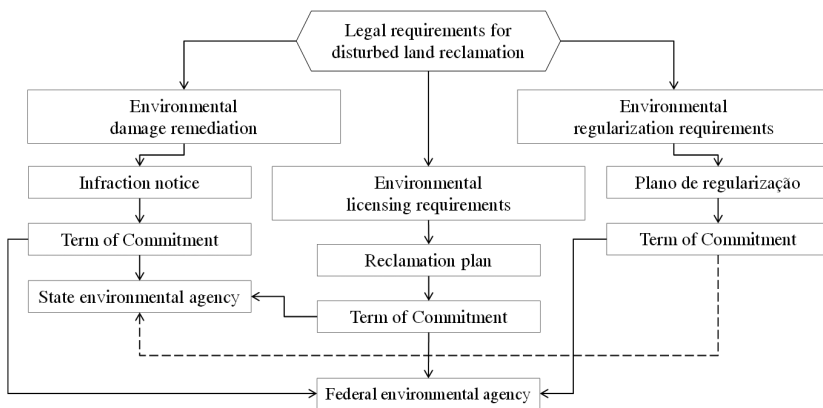 Legal requirements for
disturbed land reclamation
Environmental
damage remediation
Environmental
regularization requirements
Infraction notice
Environmental
licensing requirements
Plano de regularização
Term of Commitment
Term of Commitment
Reclamation plan
State environmental agency
Term of Commitment
Federal environmental agency